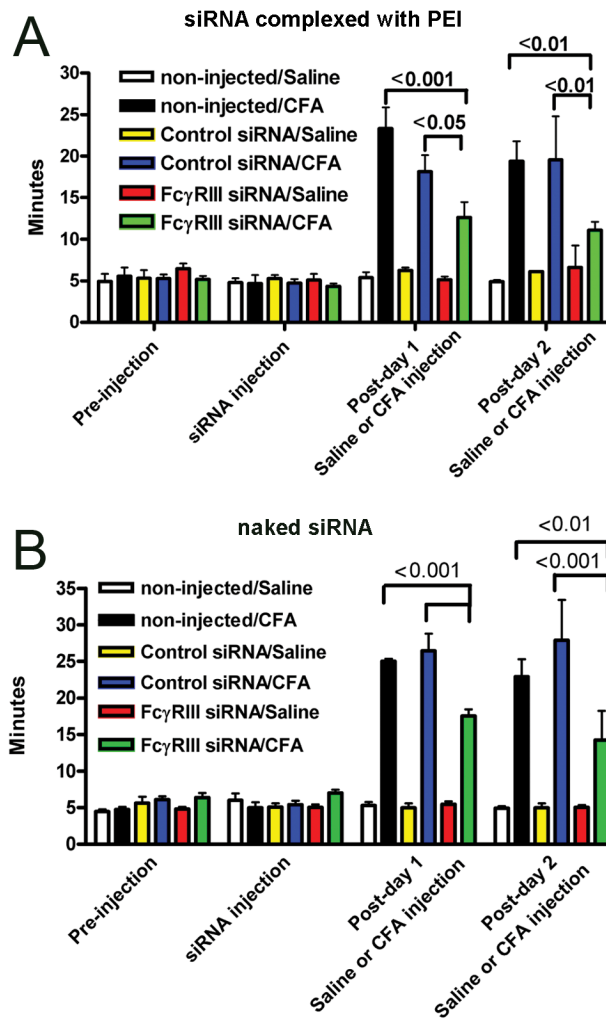 siRNA complexed with PEI
A
30
25
20
15
10
5
0
Minutes
non-injected/Saline
non-injected/CFA
Control siRNA/Saline
Control siRNA/CFA
FcγRIII siRNA/Saline
FcγRIII siRNA/CFA
<0.001
<0.05
<0.01
<0.01
Pre-injection
siRNA injection
Post-day 1
Saline or CFA injection
Post-day 2
Saline or CFA injection
B
naked siRNA
35
30
25
20
15
10
5
0
Minutes
non-injected/Saline
non-injected/CFA
Control siRNA/Saline
Control siRNA/CFA
FcγRIII siRNA/Saline
FcγRIII siRNA/CFA
<0.001
<0.01
<0.001
Pre-injection
siRNA injection
Post-day 1
Saline or CFA injection
Post-day 2
Saline or CFA injection